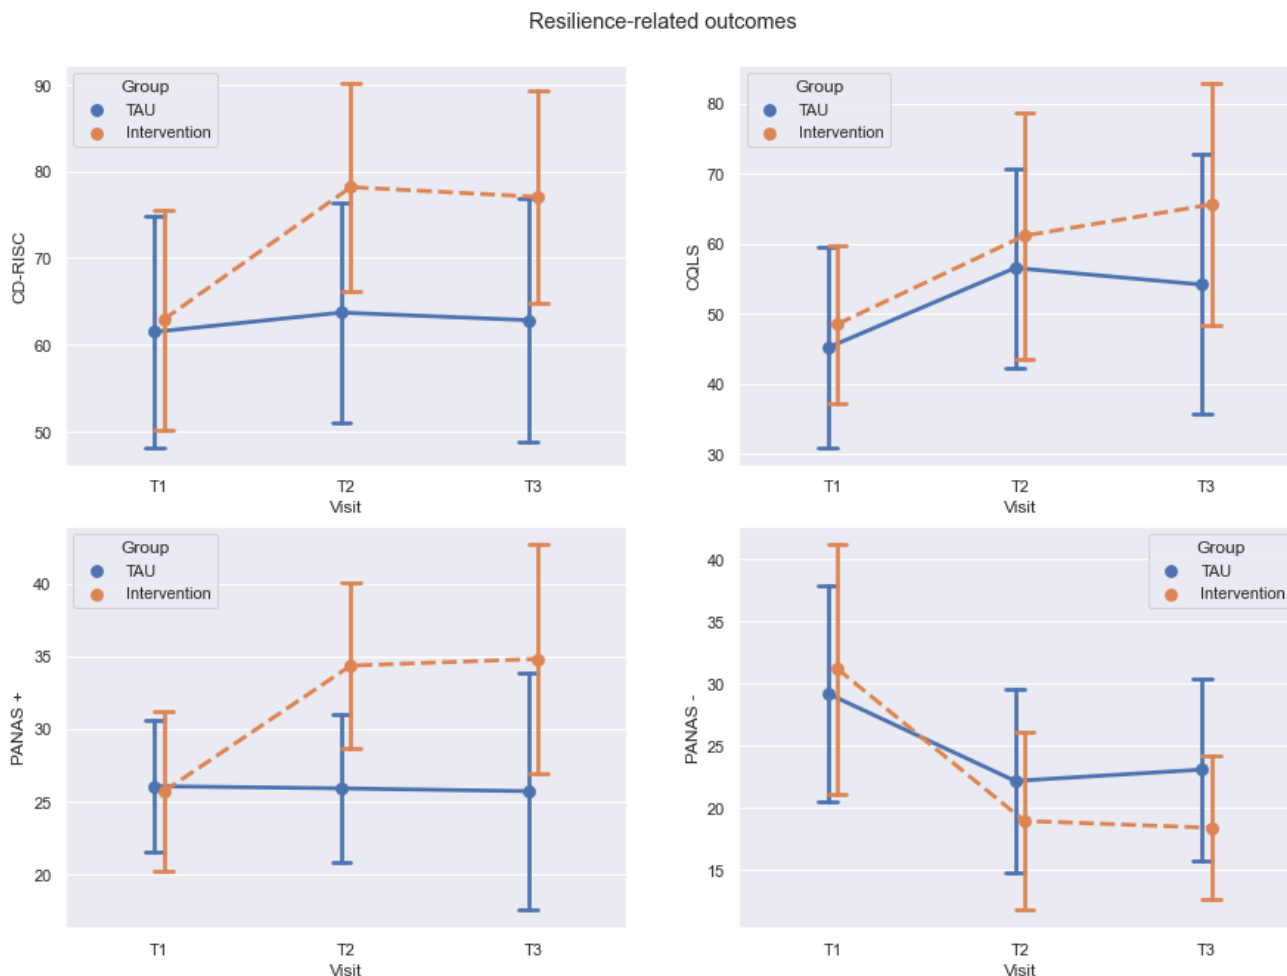 Resilience-related outcomes
Group
TAU
Intervention
90
80
70
60
50
CD-RISC
T1
T2
T3
Visit
Group
TAU
Intervention
80
70
60
50
40
30
CQLS
T1
T2
T3
Visit
Group
TAU
Intervention
40
35
30
25
20
PANAS +
T1
T2
T3
Visit
Group
TAU
Intervention
40
35
30
25
20
15
PANAS -
T1
T2
T3
Visit